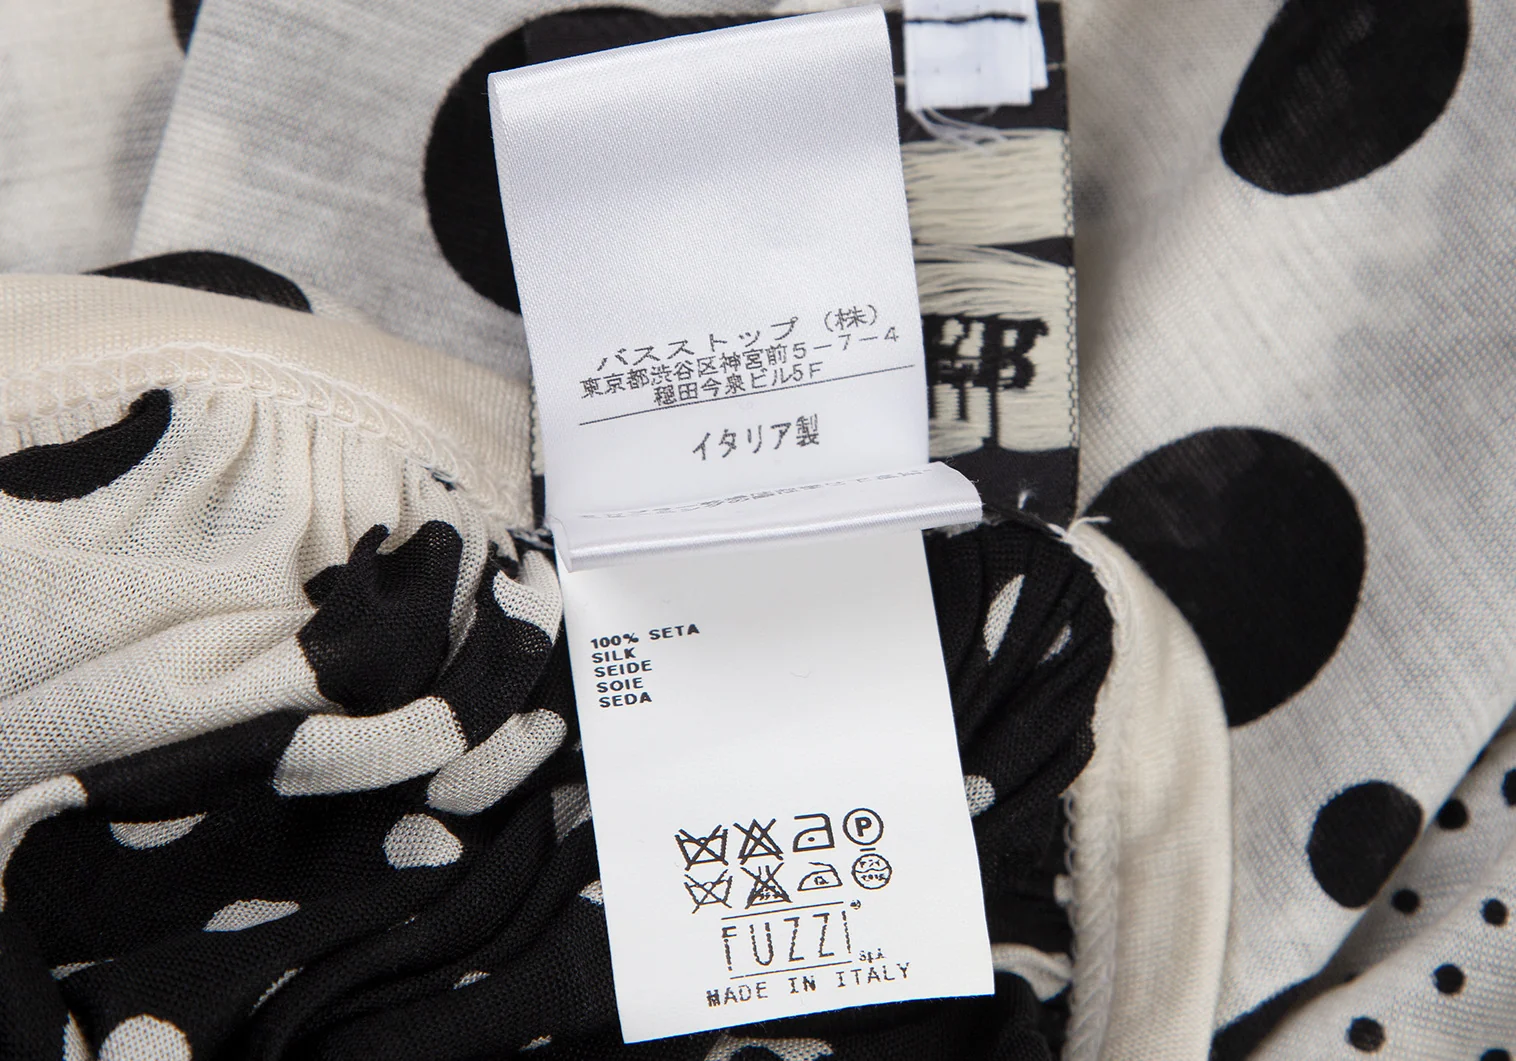 バスストップ (株)
東京都渋谷区神宮前5-7-4
穏田今泉ビル5F
イタリア製
100% SETA
SILK
SEIDE
SOIE
SEDA
P
FUZZI
SpA
MADE IN ITALY